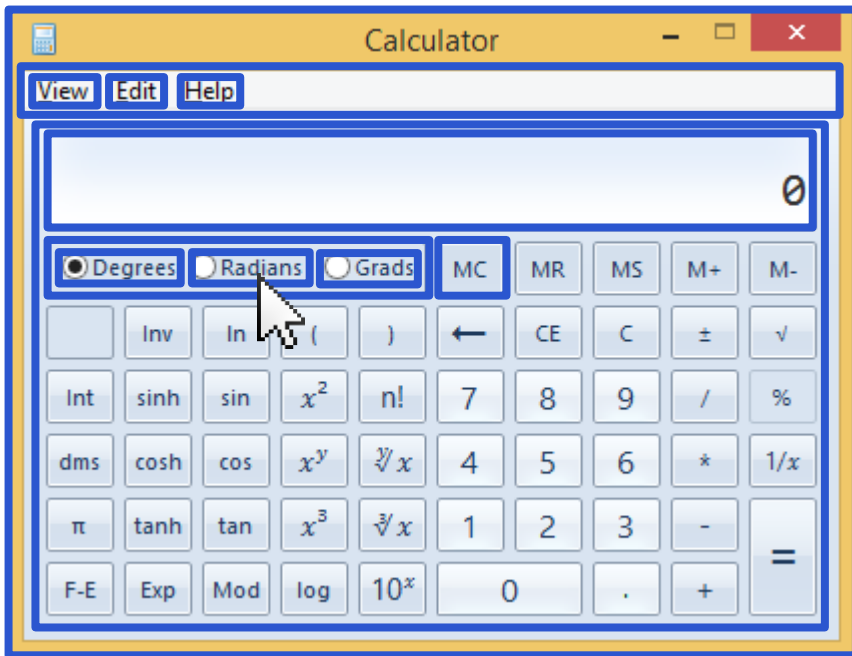 Calculator
View Edit Help
0
Degrees Radians Grads MC MR MS M+ M-
Inv In ( ) ← CE C ± √
Int sinh sin x² n! 7 8 9 / %
dms cosh cos xʸ ʸ√x 4 5 6 * 1/x
π tanh tan x³ ³√x 1 2 3 - =
F-E Exp Mod log 10ˣ 0 . +